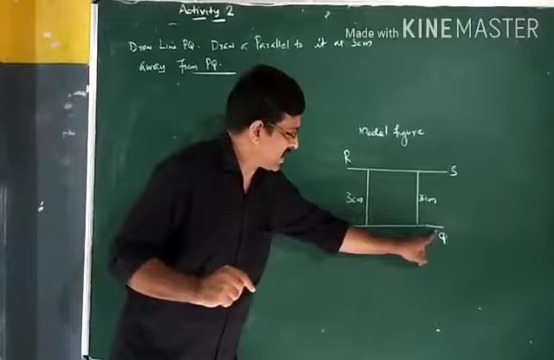 Activity 2
Made with KINEMASTER
Draw Line PQ. Draw a Parallel to it at 3cm
away from PQ.
Model figure
R
S
3cm
3cm
Q